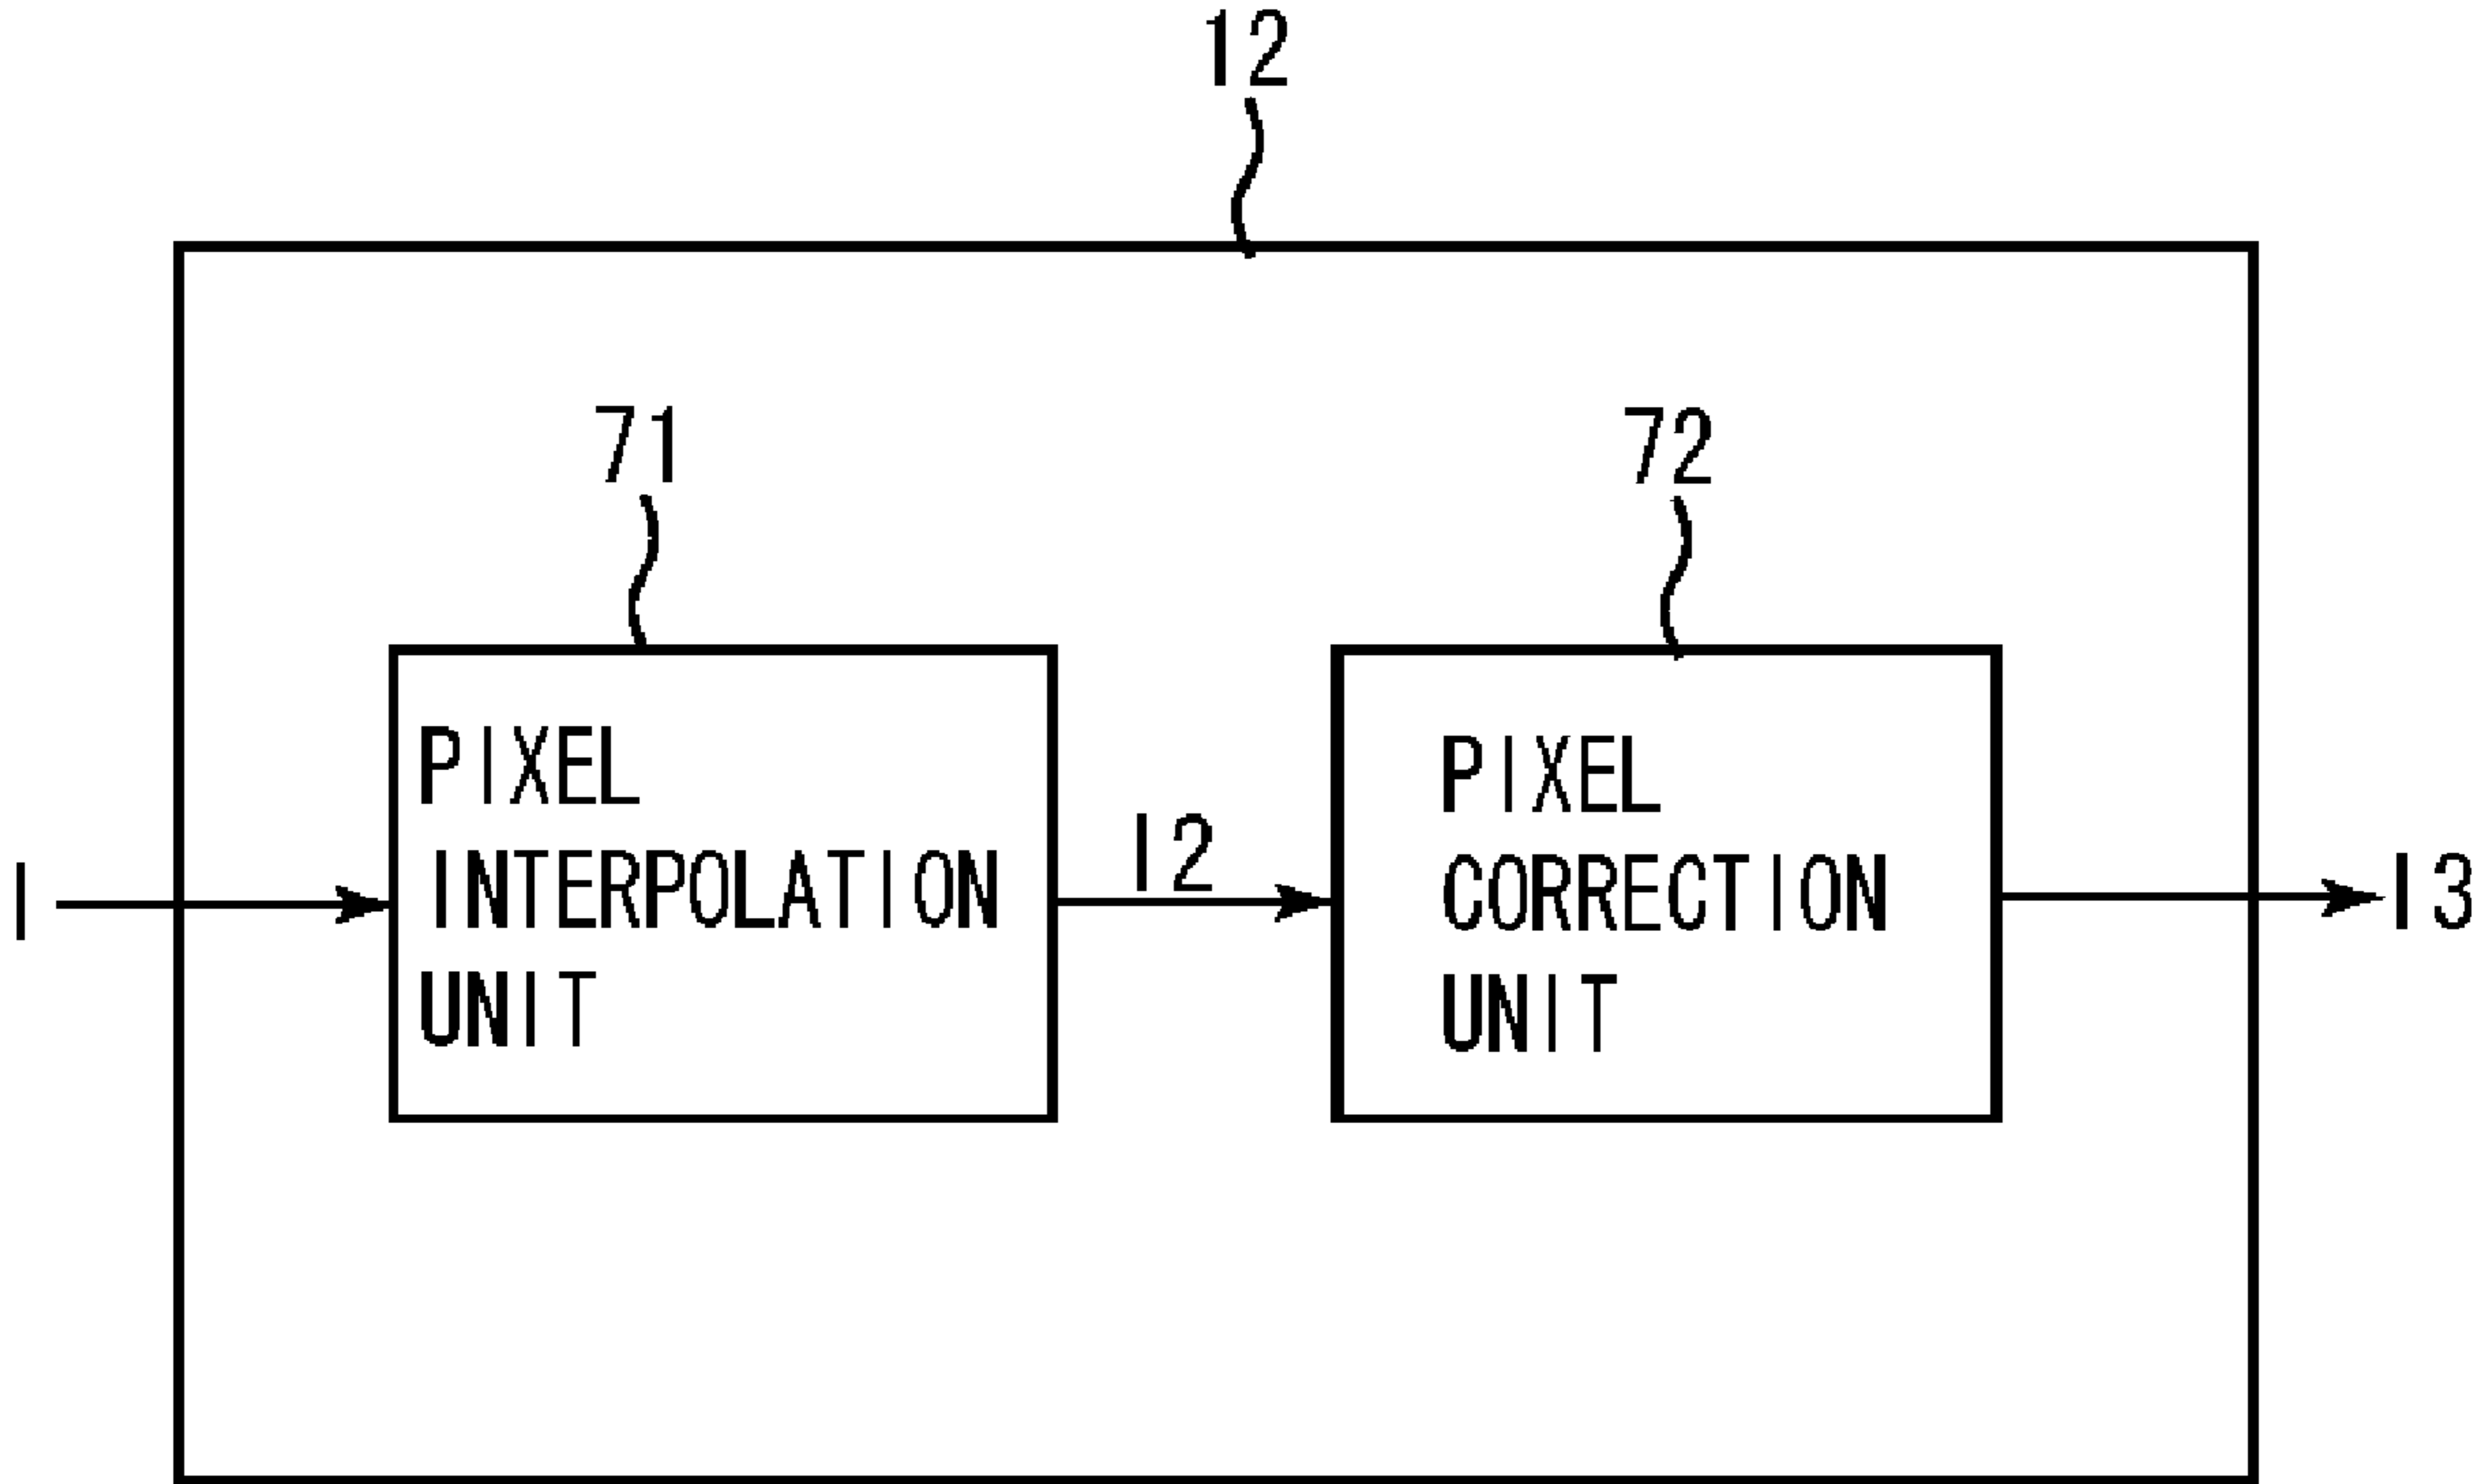 12
71
72
PIXEL
INTERPOLATION
UNIT
PIXEL
CORRECTION
UNIT
I
I2
I3